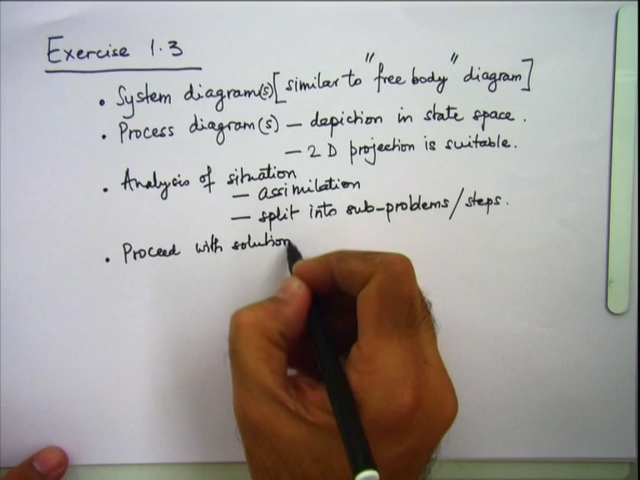 Exercise 1.3
• System diagram(s) [similar to "free body" diagram]
• Process diagram(s) — depiction in state space.
— 2 D projection is suitable.
• Analysis of situation
— assimilation
— split into sub-problems/steps.
• Proceed with solution